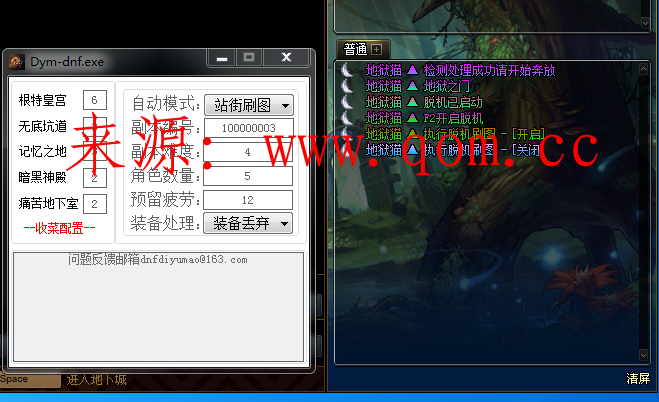 Dym-dnf.exe
根特皇宫 6
无底坑道
记忆之地
暗黑神殿 2
痛苦地下室 2
--收菜配置--
自动模式: 站街刷图
副本编号: 100000003
副本难度: 4
角色数量: 5
预留疲劳: 12
装备处理: 装备丢弃
问题反馈邮箱dnfdiyumao@163.com
Space 进入地下城
普通
地狱猫 ▲ 检测处理成功请开始奔放
地狱猫 ▲ 地狱之门
地狱猫 ▲ 脱机已启动
地狱猫 ▲ F2开启脱机
地狱猫 ▲ 执行脱机刷图 - [开启]
地狱猫 ▲ 执行脱机刷图 - [关闭
清屏
来源: www.qom.cc